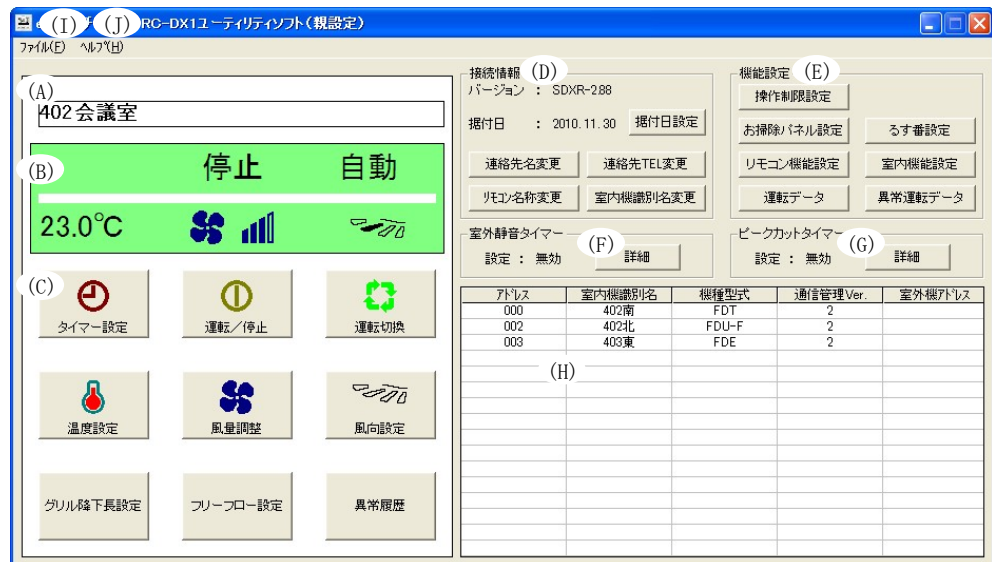 (I) (J) RC-DX1ユーティリティソフト(親設定)
ファイル(F) ヘルプ(H)
(A)
402会議室
(B)
停止 自動
23.0℃
(C)
タイマー設定 運転/停止 運転切換
温度設定 風量調整 風向設定
グリル降下長設定 フリーフロー設定 異常履歴
接続情報 (D)
バージョン : SDXR-288
据付日 : 2010.11.30 据付日設定
連絡先名変更 連絡先TEL変更
リモコン名称変更 室内機識別名変更
機能設定 (E)
操作制限設定
お掃除パネル設定 るす番設定
リモコン機能設定 室内機能設定
運転データ 異常運転データ
室外静音タイマー (F)
設定 : 無効 詳細
ピークカットタイマー (G)
設定 : 無効 詳細
アドレス 室内機識別名 機種型式 通信管理Ver. 室外機アドレス
000 402南 FDT 2
002 402北 FDU-F 2
003 403東 FDE 2
(H)